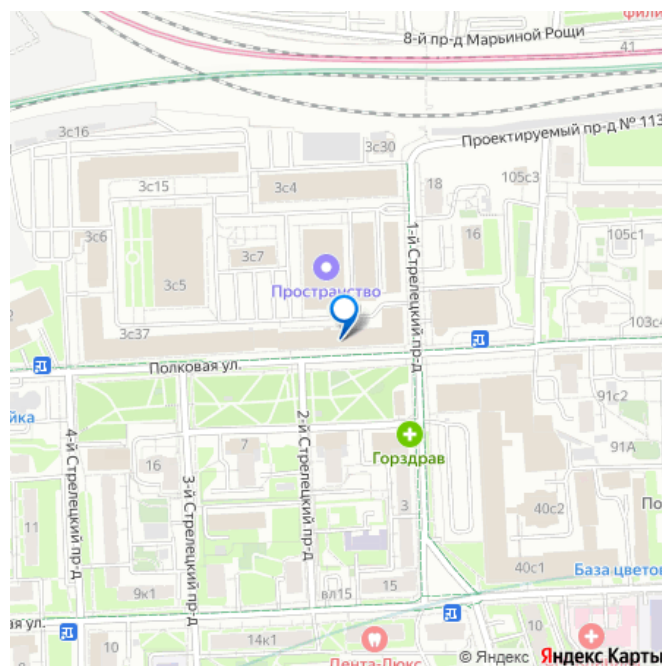 8-й пр-д Марьиной Рощи
41
3с16
3с30
Проектируемый пр-д № 113
3с15
3с4
18
105с3
1-й Стрелецкий пр-д
16
105с1
3с6
3с7
3с5
Пространство
103с4
3с37
Полковая ул.
91с2
2-й Стрелецкий пр-д
4-й Стрелецкий пр-д
3-й Стрелецкий пр-д
7
Горздрав
91А
16
3
11
40с2
40с1
База цветов
9к1
вл15
15
10
14к1
Дента-Люкс
© Яндекс Яндекс Карты